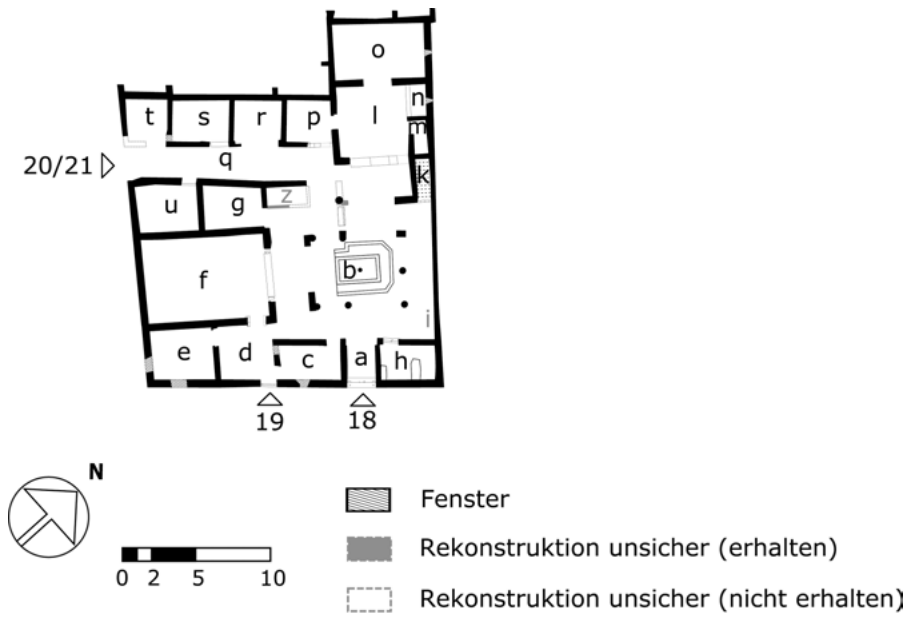 o
n
t s r p l m
20/21 q k
u g z
f b
e d c a h
19 18
N
0 2 5 10
Fenster
Rekonstruktion unsicher (erhalten)
Rekonstruktion unsicher (nicht erhalten)